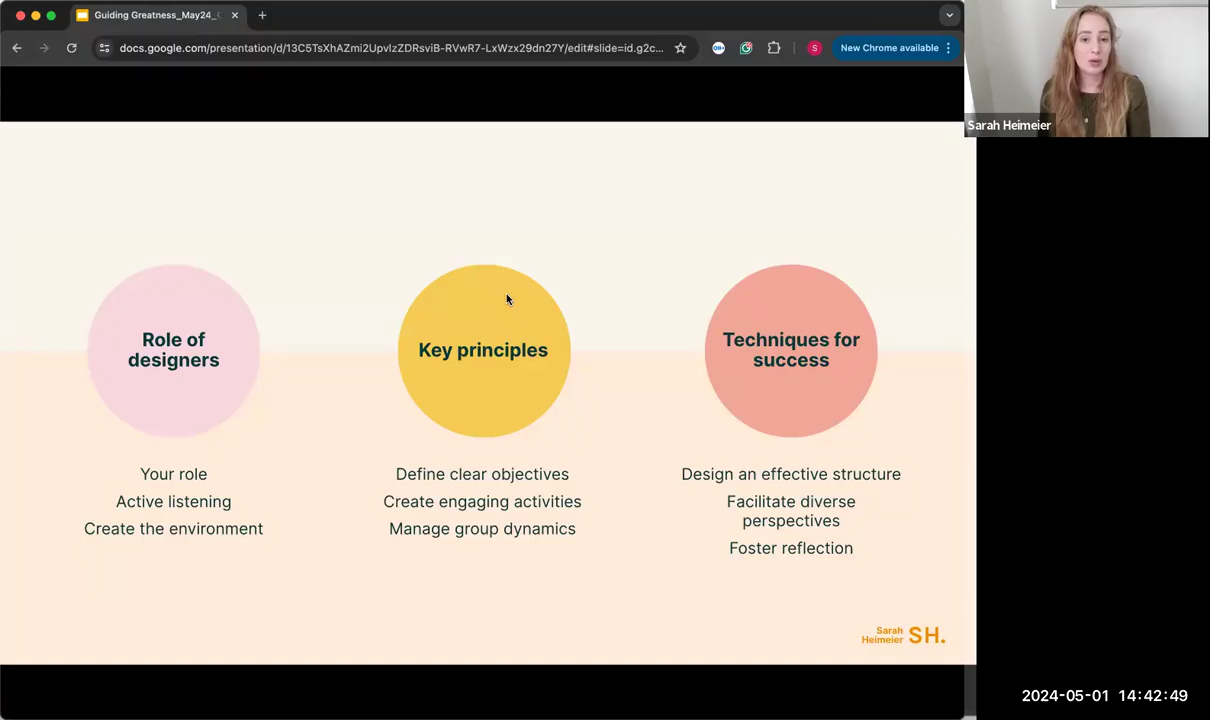 Guiding Greatness_May24_
docs.google.com/presentation/d/13C5TsXhAZmi2UpvIzZDRsviB-RVwR7-LxWzx29dn27Y/edit#slide=id.g2c...
S
New Chrome available
Sarah Heimeier
Role of
designers
Your role
Active listening
Create the environment
Key principles
Define clear objectives
Create engaging activities
Manage group dynamics
Techniques for
success
Design an effective structure
Facilitate diverse
perspectives
Foster reflection
Sarah
Heimeier
SH.
2024-05-01 14:42:49